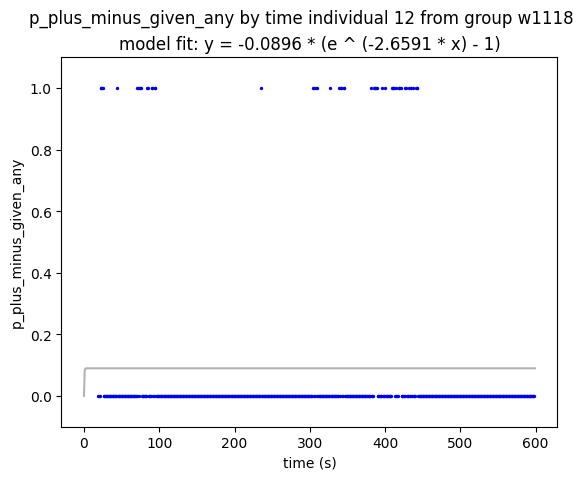 p_plus_minus_given_any by time individual 12 from group w1118
model fit: y = -0.0896 * (e ^ (-2.6591 * x) - 1)
1.0
0.8
0.6
0.4
0.2
0.0
p_plus_minus_given_any
0 100 200 300 400 500 600
time (s)